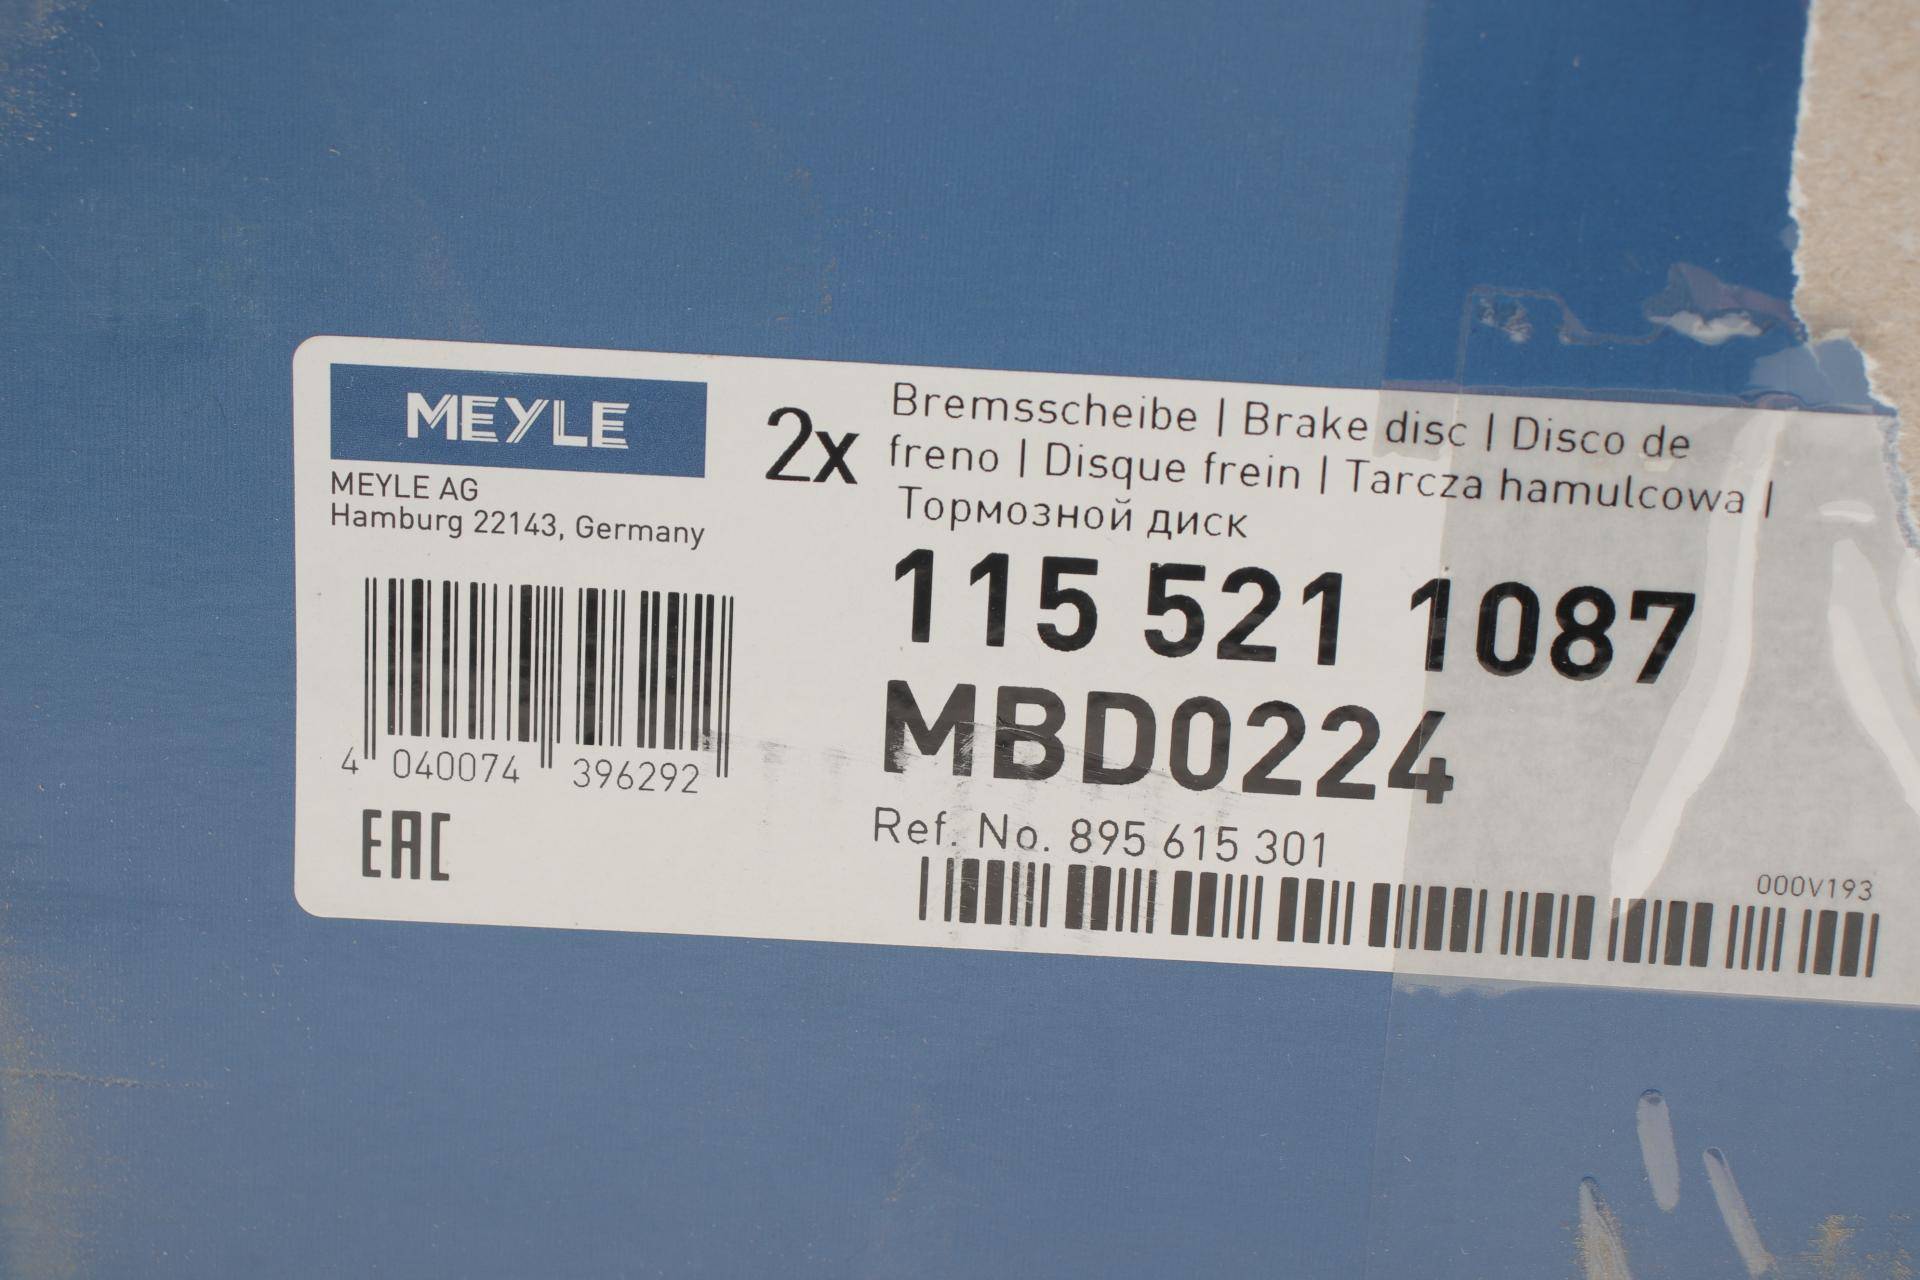 MEYLE
MEYLE AG
Hamburg 22143, Germany
4 040074 396292
EAC
2x
Bremsscheibe | Brake disc | Disco de
freno | Disque frein | Tarcza hamulcowa |
Тормозной диск
115 521 1087
MBD0224
Ref. No. 895 615 301
000V193